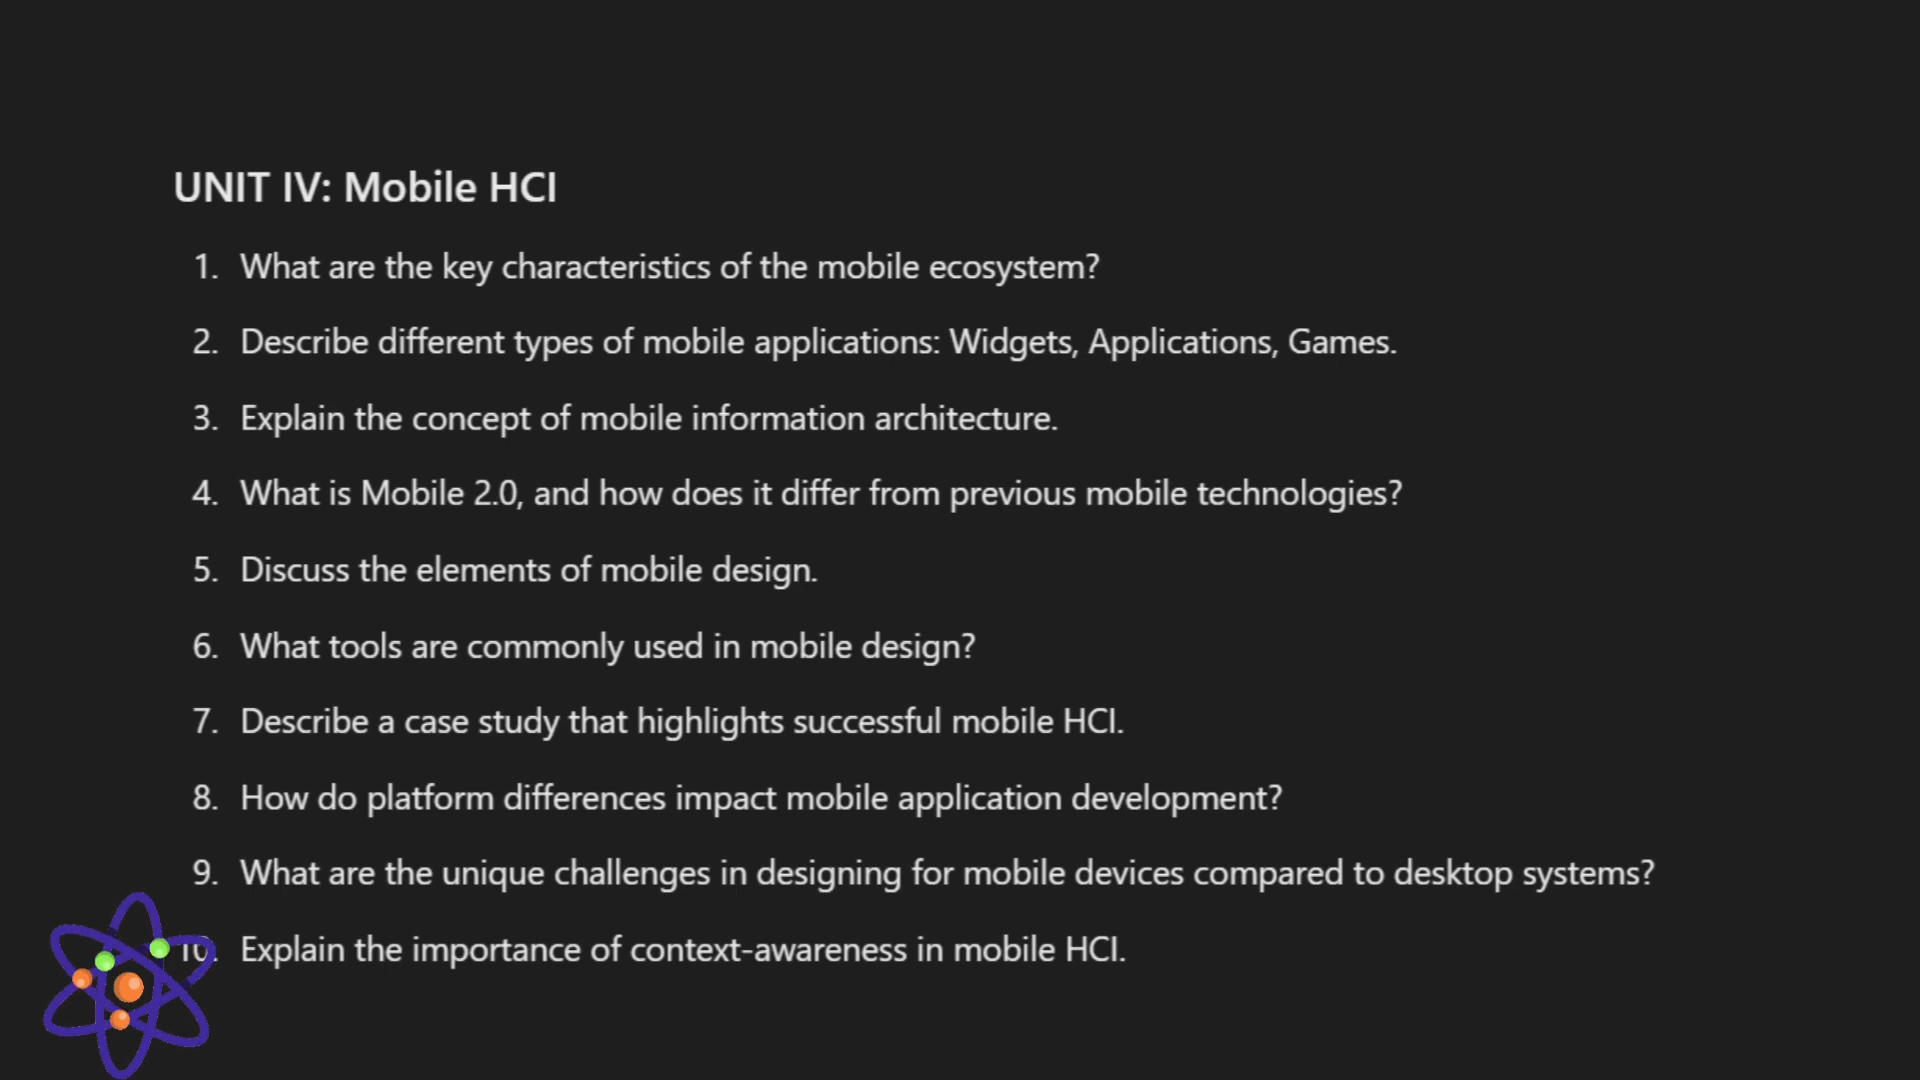 UNIT IV: Mobile HCI
1. What are the key characteristics of the mobile ecosystem?
2. Describe different types of mobile applications: Widgets, Applications, Games.
3. Explain the concept of mobile information architecture.
4. What is Mobile 2.0, and how does it differ from previous mobile technologies?
5. Discuss the elements of mobile design.
6. What tools are commonly used in mobile design?
7. Describe a case study that highlights successful mobile HCI.
8. How do platform differences impact mobile application development?
9. What are the unique challenges in designing for mobile devices compared to desktop systems?
10. Explain the importance of context-awareness in mobile HCI.